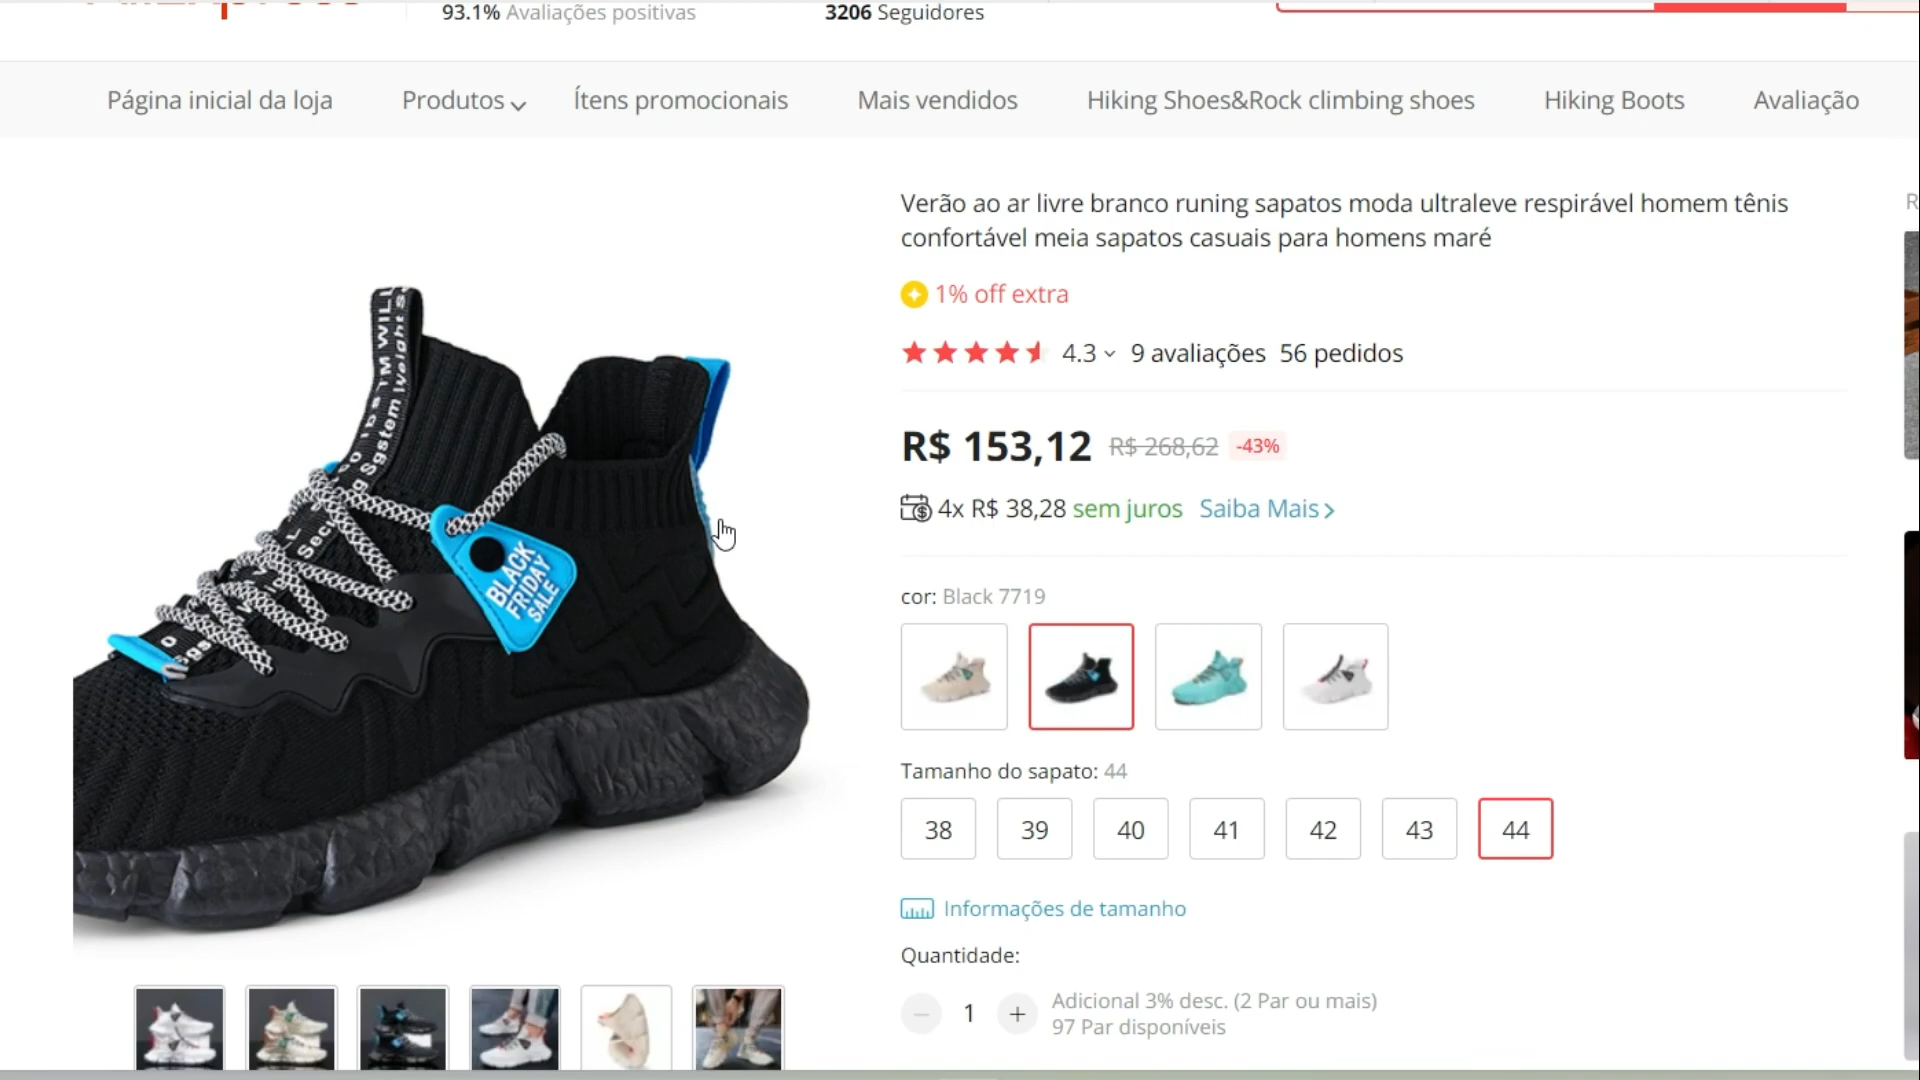 93.1% Avaliações positivas
3206 Seguidores
Página inicial da loja
Produtos
Ítens promocionais
Mais vendidos
Hiking Shoes&Rock climbing shoes
Hiking Boots
Avaliação
Verão ao ar livre branco runing sapatos moda ultraleve respirável homem tênis
confortável meia sapatos casuais para homens maré
1% off extra
4.3 9 avaliações 56 pedidos
R$ 153,12 R$ 268,62 -43%
4x R$ 38,28 sem juros Saiba Mais
BLACK
FRIDAY
SALE
cor: Black 7719
Tamanho do sapato: 44
38 39 40 41 42 43 44
Informações de tamanho
Quantidade:
1
Adicional 3% desc. (2 Par ou mais)
97 Par disponíveis